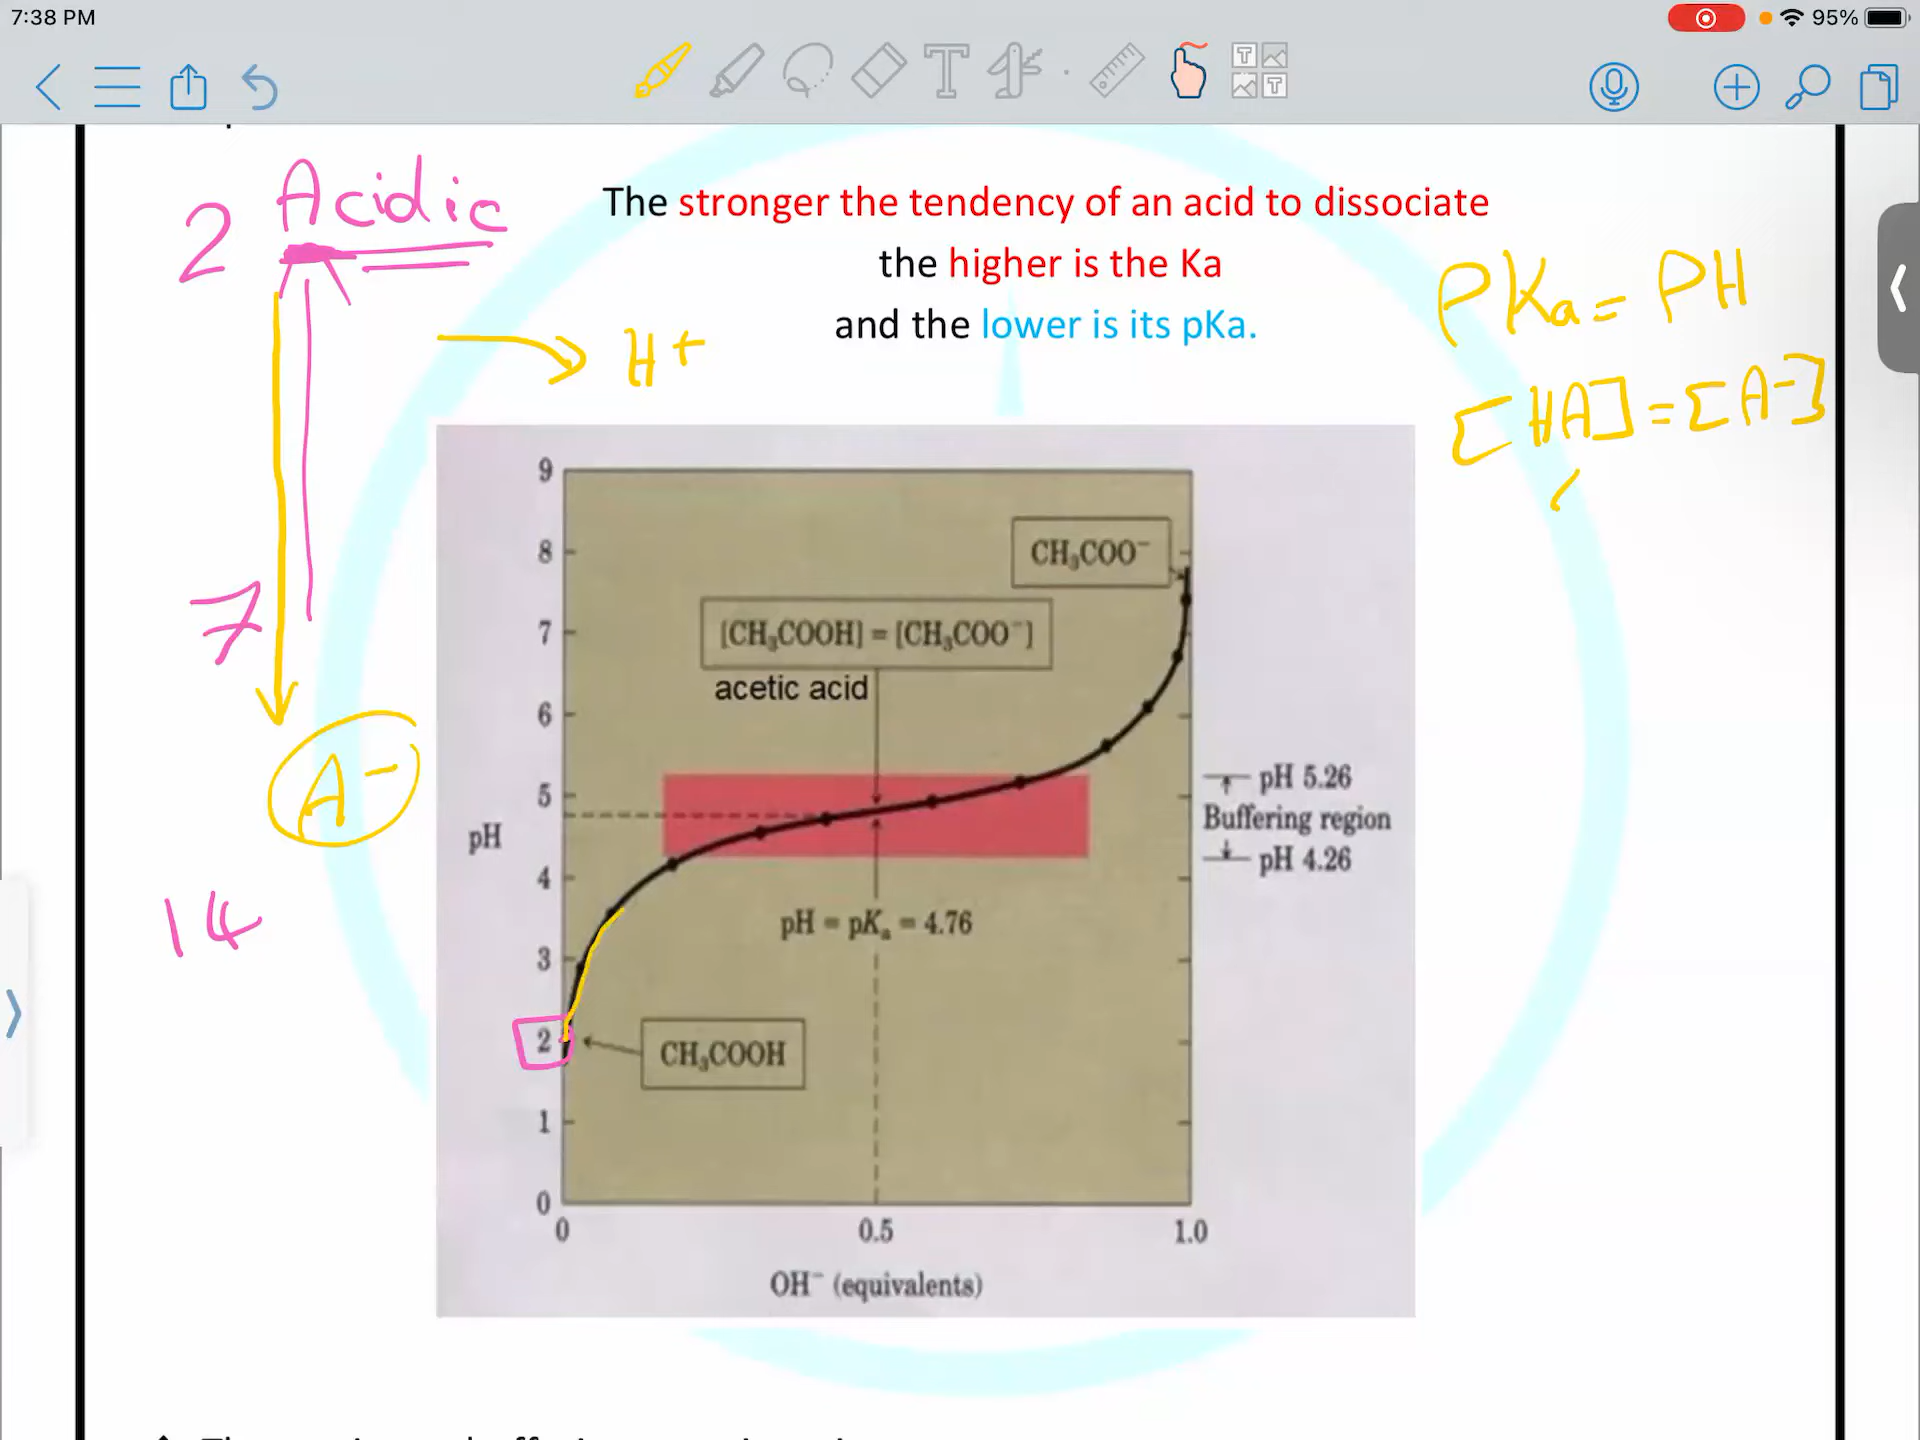 7:38 PM
95%
T
T
T
2 Acidic
The stronger the tendency of an acid to dissociate
the higher is the Ka
and the lower is its pKa.
H+
PKa = PH
[HA] = [A-]
7
A-
14
9
8
7
6
5
4
3
2
1
0
pH
CH₃COO⁻
[CH₃COOH] = [CH₃COO⁻]
acetic acid
pH 5.26
Buffering region
pH 4.26
pH = pKₐ = 4.76
CH₃COOH
0 0.5 1.0
OH⁻ (equivalents)